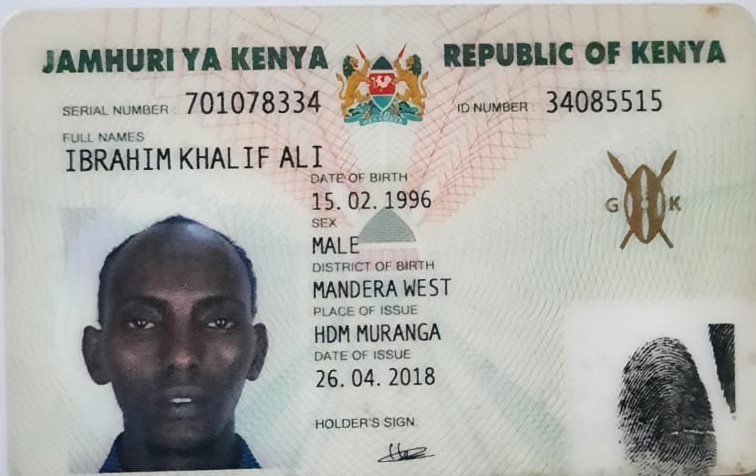 JAMHURI YA KENYA REPUBLIC OF KENYA
SERIAL NUMBER: 701078334 ID NUMBER: 34085515
FULL NAMES
IBRAHIM KHALIF ALI
DATE OF BIRTH
15. 02. 1996
SEX
MALE
DISTRICT OF BIRTH
MANDERA WEST
PLACE OF ISSUE
HDM MURANGA
DATE OF ISSUE
26. 04. 2018
HOLDER'S SIGN.
G K